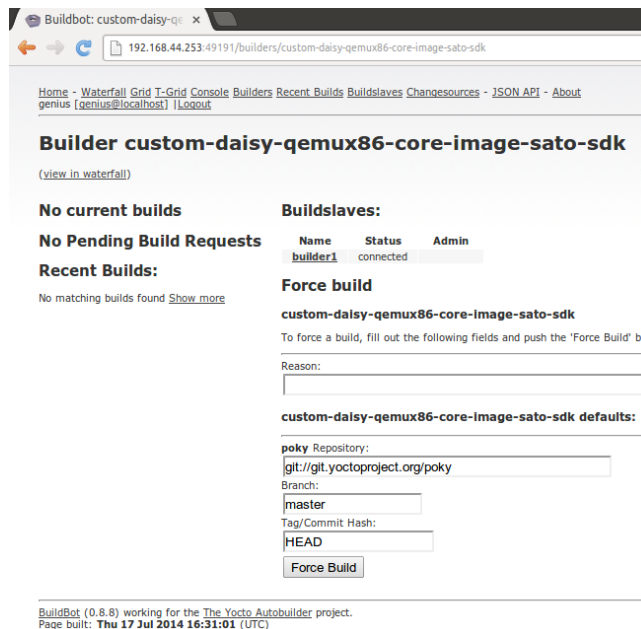 Buildbot: custom-daisy-qe
192.168.44.253:49191/builders/custom-daisy-qemux86-core-image-sato-sdk
Home - Waterfall Grid T-Grid Console Builders Recent Builds Buildslaves Changesources - JSON API - About
genius [genius@localhost] |Logout
Builder custom-daisy-qemux86-core-image-sato-sdk
(view in waterfall)
No current builds
No Pending Build Requests
Recent Builds:
No matching builds found Show more
Buildslaves:
Name Status Admin
builder1 connected
Force build
custom-daisy-qemux86-core-image-sato-sdk
To force a build, fill out the following fields and push the 'Force Build' b
Reason:
custom-daisy-qemux86-core-image-sato-sdk defaults:
poky Repository:
git://git.yoctoproject.org/poky
Branch:
master
Tag/Commit Hash:
HEAD
Force Build
BuildBot (0.8.8) working for the The Yocto Autobuilder project.
Page built: Thu 17 Jul 2014 16:31:01 (UTC)